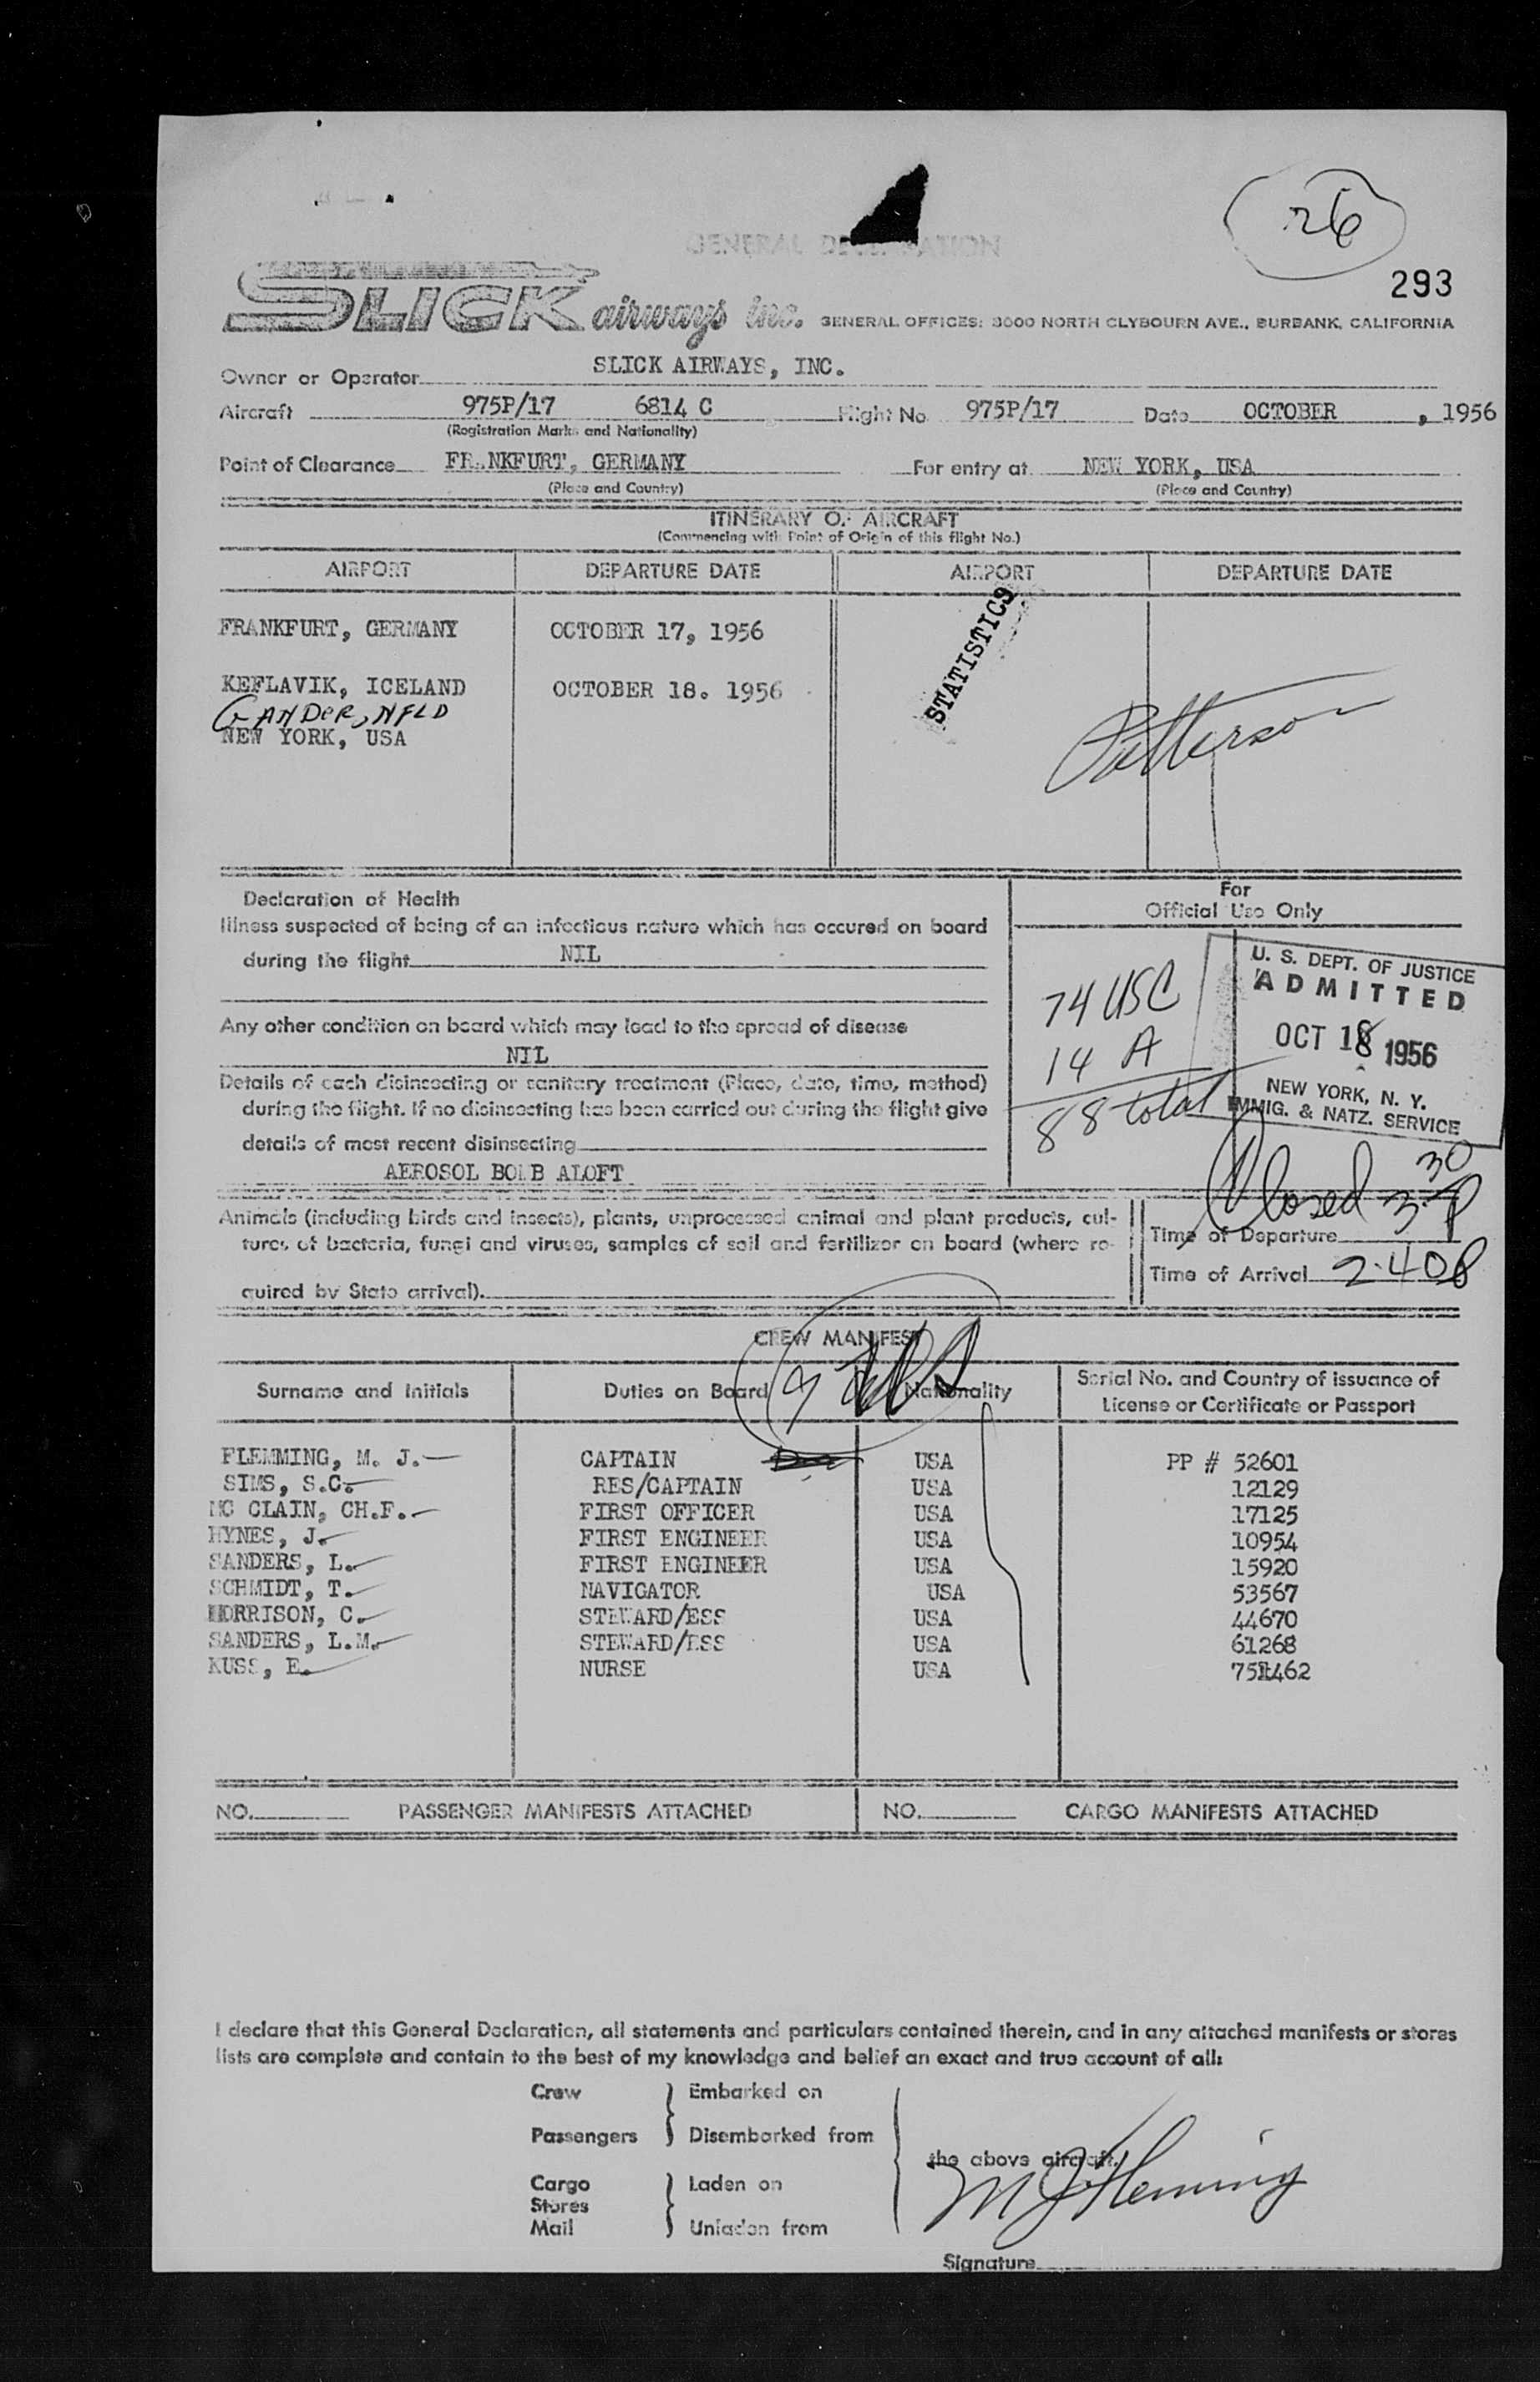 26
293
GENERAL DECLARATION
SLICK airways inc. GENERAL OFFICES: 3000 NORTH CLYBOURN AVE., BURBANK, CALIFORNIA
Owner or Operator SLICK AIRWAYS, INC.
Aircraft 975P/17 6814 C Flight No. 975P/17 Date OCTOBER , 1956
(Registration Marks and Nationality)
Point of Clearance FRANKFURT, GERMANY For entry at NEW YORK, USA
(Place and Country) (Place and Country)
ITINERARY OF AIRCRAFT
(Commencing with Point of Origin of this flight No.)
AIRPORT DEPARTURE DATE AIRPORT DEPARTURE DATE
STATISTICS
FRANKFURT, GERMANY OCTOBER 17, 1956
KEFLAVIK, ICELAND OCTOBER 18. 1956
GANDER, NFLD
NEW YORK, USA
Patterson
Declaration of Health
For
Official Use Only
Illness suspected of being of an infectious nature which has occured on board
during the flight NIL
Any other condition on board which may lead to the spread of disease
NIL
Details of each disinsecting or sanitary treatment (Place, date, time, method)
during the flight. If no disinsecting has been carried out during the flight give
details of most recent disinsecting
AEROSOL BOMB ALOFT
74 USC
14 A
88 total
U. S. DEPT. OF JUSTICE
ADMITTED
OCT 18 1956
NEW YORK, N. Y.
IMMIG. & NATZ. SERVICE
Closed 3:30 P
Animals (including birds and insects), plants, unprocessed animal and plant products, cul-
tures of bacteria, fungi and viruses, samples of soil and fertilizer on board (where re-
quired by State arrival).
Time of Departure
Time of Arrival 2:40P
CREW MANIFEST
Surname and Initials Duties on Board Nationality Serial No. and Country of issuance of
License or Certificate or Passport
FLEMMING, M. J. CAPTAIN USA PP # 52601
SIMS, S.C. RES/CAPTAIN USA 12129
MC CLAIN, CH.F. FIRST OFFICER USA 17125
HYNES, J. FIRST ENGINEER USA 10954
SANDERS, L. FIRST ENGINEER USA 15920
SCHMIDT, T. NAVIGATOR USA 53567
MORRISON, C. STEWARD/ESS USA 44670
SANDERS, L.M. STEWARD/ESS USA 61268
KUSS, E. NURSE USA
NO. PASSENGER MANIFESTS ATTACHED NO. CARGO MANIFESTS ATTACHED
I declare that this General Declaration, all statements and particulars contained therein, and in any attached manifests or stores
lists are complete and contain to the best of my knowledge and belief an exact and true account of all:
Crew Embarked on
Passengers Disembarked from
the above aircraft.
Cargo Laden on
Stores
Mail Unladen from
M J Fleming
Signature